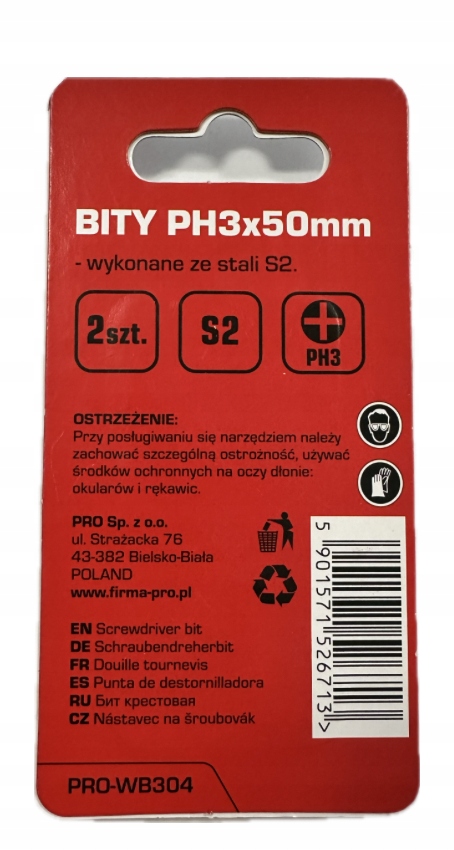 BITY PH3x50mm
- wykonane ze stali S2.
2szt. S2 PH3
OSTRZEŻENIE:
Przy posługiwaniu się narzędziem należy
zachować szczególną ostrożność, używać
środków ochronnych na oczy dłonie:
okularów i rękawic.
PRO Sp. z o.o.
ul. Strażacka 76
43-382 Bielsko-Biała
POLAND
www.firma-pro.pl
EN Screwdriver bit
DE Schraubendreherbit
FR Douille tournevis
ES Punta de destornilladora
RU Бит крестовая
CZ Nástavec na šroubovák
5 901571 526713>
PRO-WB304